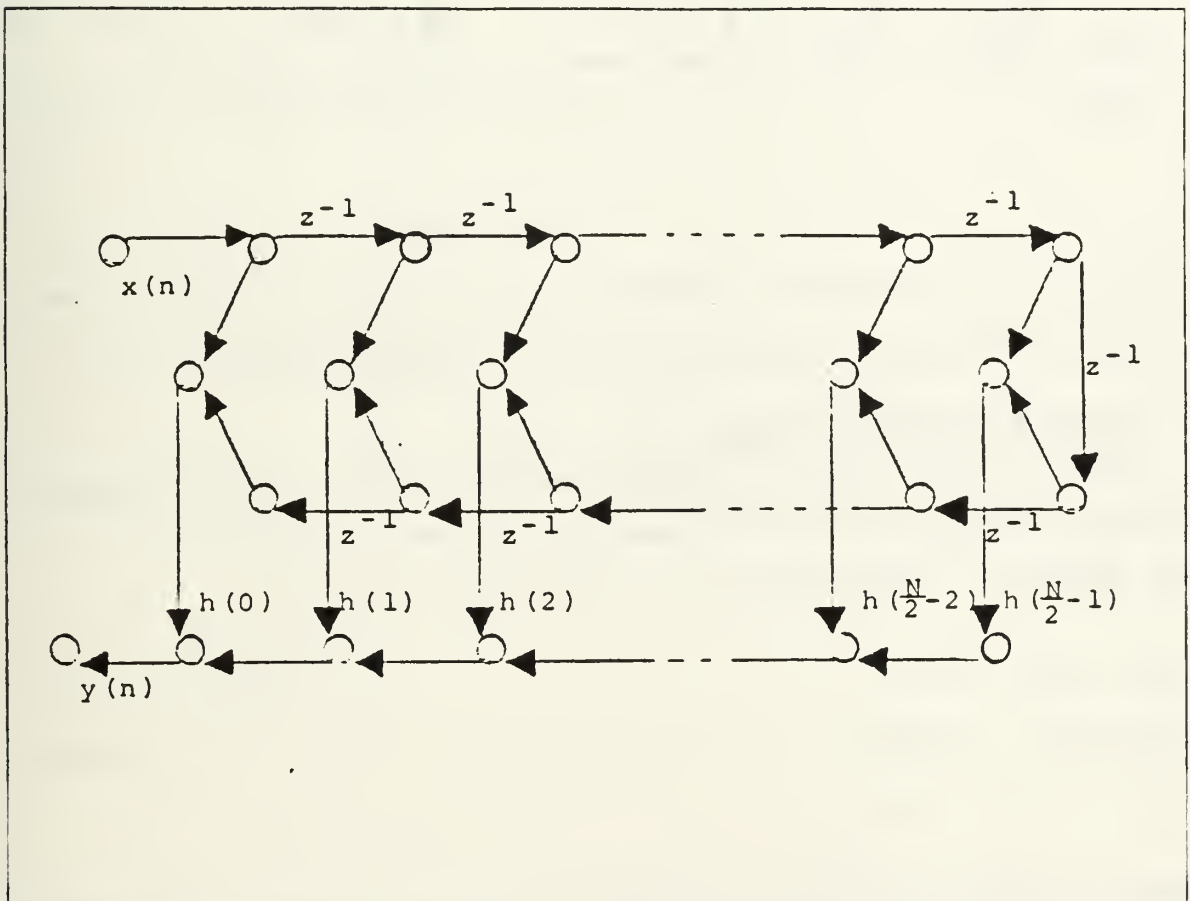 z⁻¹ z⁻¹ z⁻¹
x(n)
z⁻¹
z⁻¹ z⁻¹ z⁻¹
h(0) h(1) h(2) h(N/2-2) h(N/2-1)
y(n)